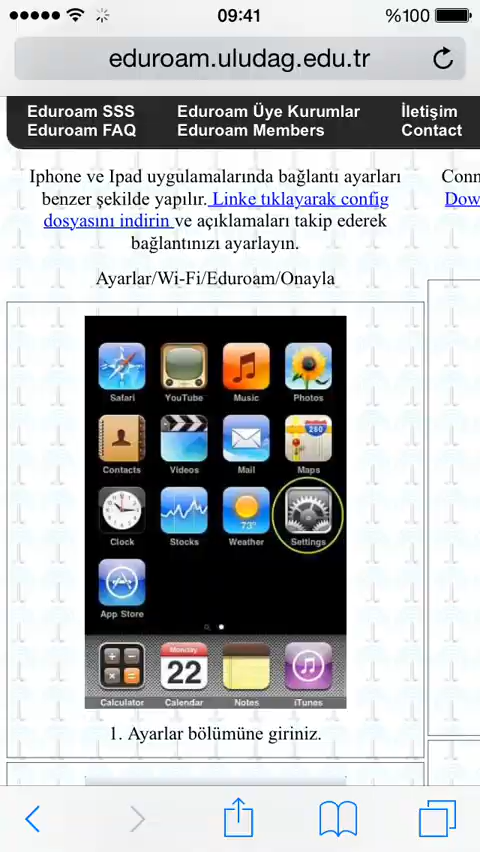 09:41
%100
eduroam.uludag.edu.tr
Eduroam SSS
Eduroam FAQ
Eduroam Üye Kurumlar
Eduroam Members
İletişim
Contact
Iphone ve Ipad uygulamalarında bağlantı ayarları
benzer şekilde yapılır. Linke tıklayarak config
dosyasını indirin ve açıklamaları takip ederek
bağlantınızı ayarlayın.
Ayarlar/Wi-Fi/Eduroam/Onayla
Conn
Dow
Safari
YouTube
Music
Photos
280
Contacts
Videos
Mail
Maps
73°
Clock
Stocks
Weather
Settings
App Store
Monday
22
Calculator
Calendar
Notes
iTunes
1. Ayarlar bölümüne giriniz.